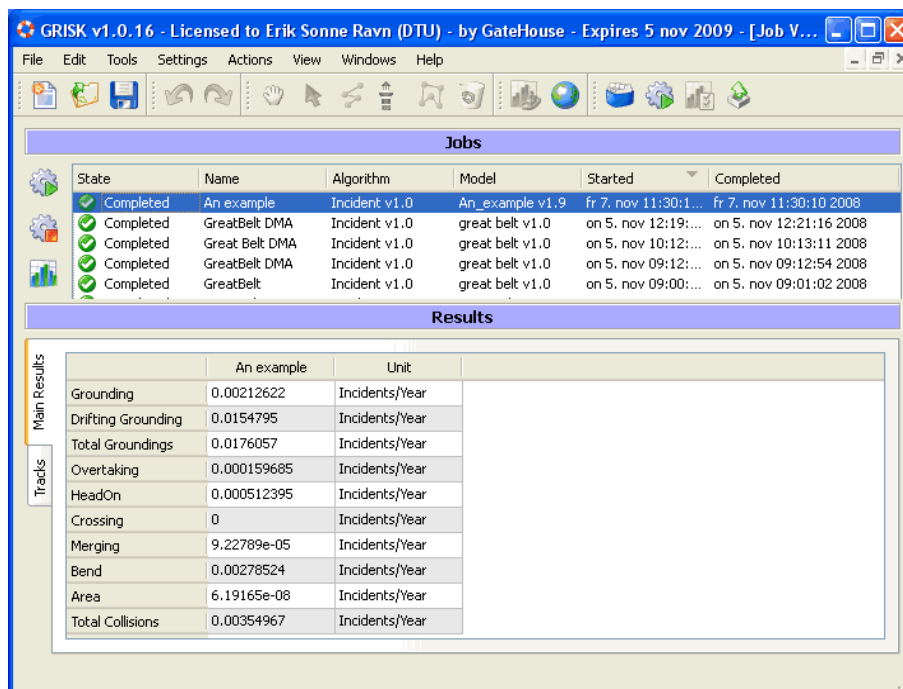 GRISK v1.0.16 - Licensed to Erik Sonne Ravn (DTU) - by GateHouse - Expires 5 nov 2009 - [Job V...
File Edit Tools Settings Actions View Windows Help
Jobs
State Name Algorithm Model Started Completed
Completed An example Incident v1.0 An_example v1.9 fr 7. nov 11:30:1... fr 7. nov 11:30:10 2008
Completed GreatBelt DMA Incident v1.0 great belt v1.0 on 5. nov 12:19:... on 5. nov 12:21:16 2008
Completed Great Belt DMA Incident v1.0 great belt v1.0 on 5. nov 10:12:... on 5. nov 10:13:11 2008
Completed GreatBelt DMA Incident v1.0 great belt v1.0 on 5. nov 09:12:... on 5. nov 09:12:54 2008
Completed GreatBelt Incident v1.0 great belt v1.0 on 5. nov 09:00:... on 5. nov 09:01:02 2008
Results
Main Results
Tracks
An example Unit
Grounding 0.00212622 Incidents/Year
Drifting Grounding 0.0154795 Incidents/Year
Total Groundings 0.0176057 Incidents/Year
Overtaking 0.000159685 Incidents/Year
HeadOn 0.000512395 Incidents/Year
Crossing 0 Incidents/Year
Merging 9.22789e-05 Incidents/Year
Bend 0.00278524 Incidents/Year
Area 6.19165e-08 Incidents/Year
Total Collisions 0.00354967 Incidents/Year